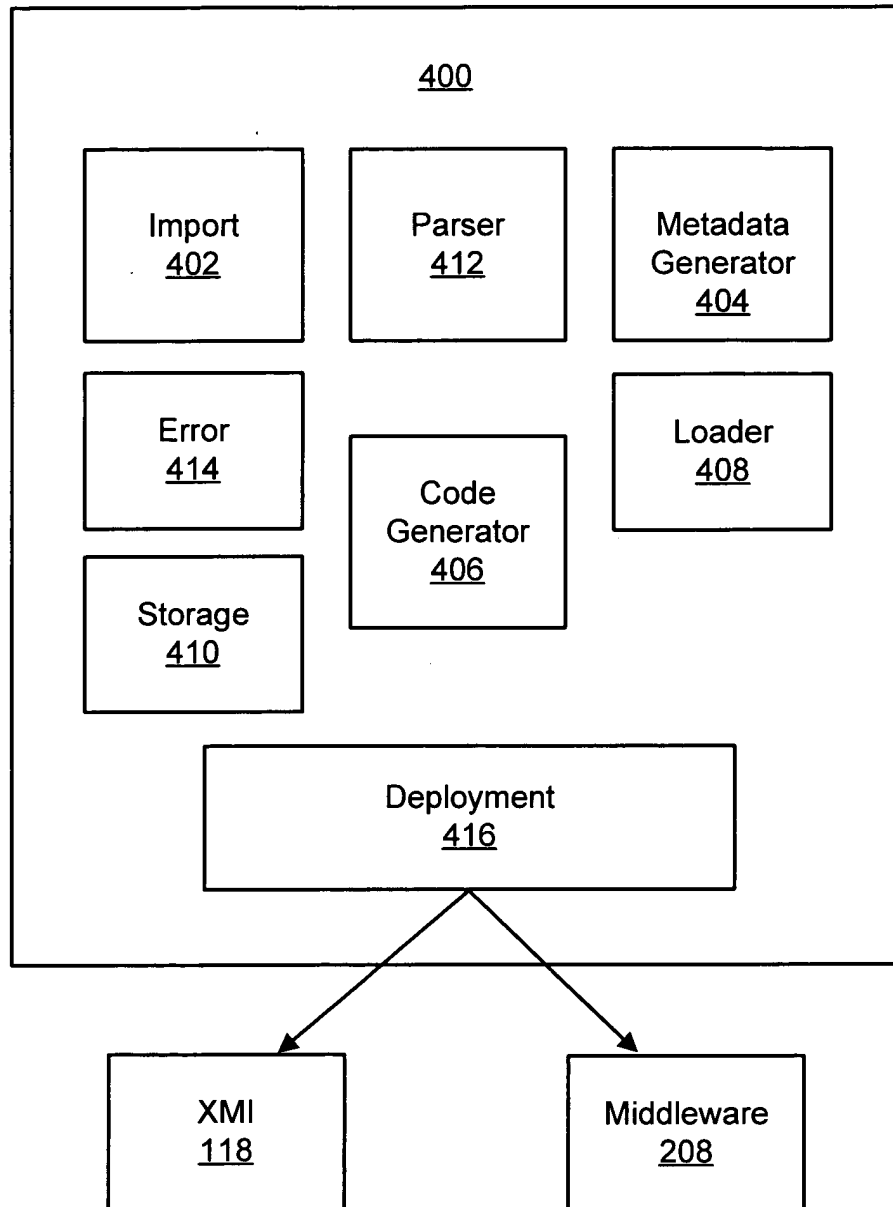 400
Import
402
Parser
412
Metadata
Generator
404
Error
414
Code
Generator
406
Loader
408
Storage
410
Deployment
416
XMI
118
Middleware
208